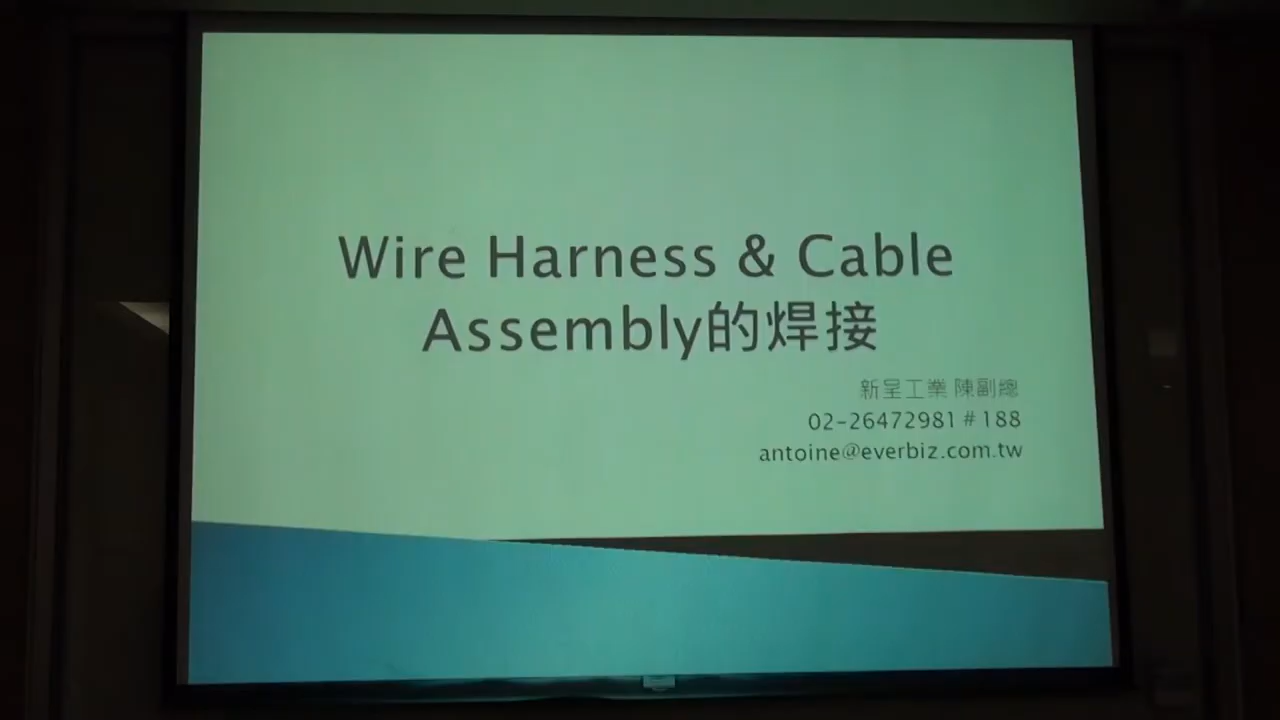 Wire Harness & Cable
Assembly的焊接
新呈工業 陳副總
02-26472981#188
antoine@everbiz.com.tw